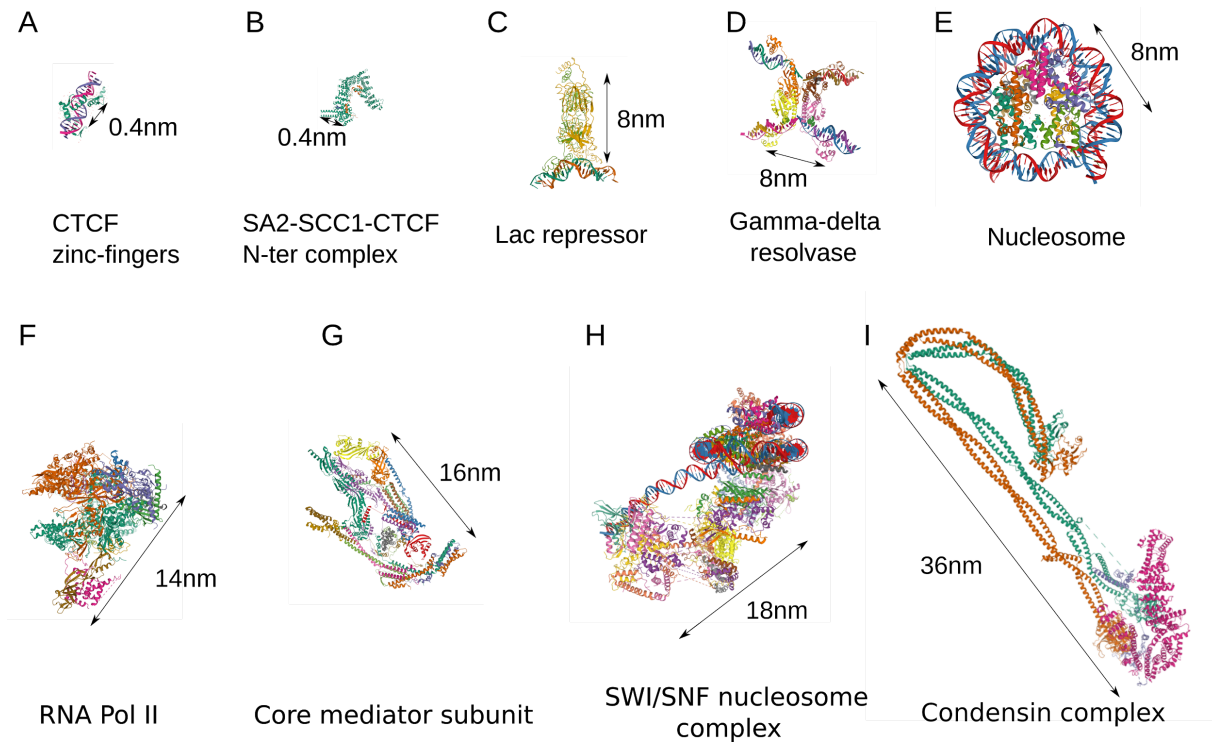 A
B
C
D
E
0.4nm
0.4nm
8nm
8nm
8nm
CTCF
zinc-fingers
SA2-SCC1-CTCF
N-ter complex
Lac repressor
Gamma-delta
resolvase
Nucleosome
F
G
H
I
14nm
16nm
18nm
36nm
RNA Pol II
Core mediator subunit
SWI/SNF nucleosome
complex
Condensin complex